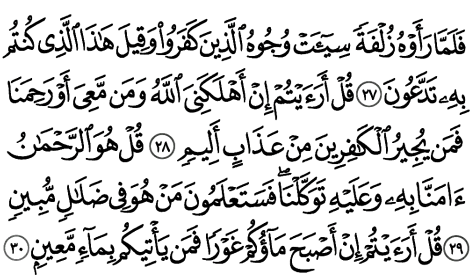 فَلَمَّا رَأَوْهُ زُلْفَةً سِيٓـَٔتْ وُجُوهُ ٱلَّذِينَ كَفَرُوا۟ وَقِيلَ هَٰذَا ٱلَّذِى كُنتُم
بِهِۦ تَدَّعُونَ ٢٧ قُلْ أَرَءَيْتُمْ إِنْ أَهْلَكَنِىَ ٱللَّهُ وَمَن مَّعِىَ أَوْ رَحِمَنَا
فَمَن يُجِيرُ ٱلْكَٰفِرِينَ مِنْ عَذَابٍ أَلِيمٍ ٢٨ قُلْ هُوَ ٱلرَّحْمَٰنُ
ءَامَنَّا بِهِۦ وَعَلَيْهِ تَوَكَّلْنَا ۖ فَسَتَعْلَمُونَ مَنْ هُوَ فِى ضَلَٰلٍ مُّبِينٍ
٢٩ قُلْ أَرَءَيْتُمْ إِنْ أَصْبَحَ مَآؤُكُمْ غَوْرًا فَمَن يَأْتِيكُم بِمَآءٍ مَّعِينٍۭ ٣٠